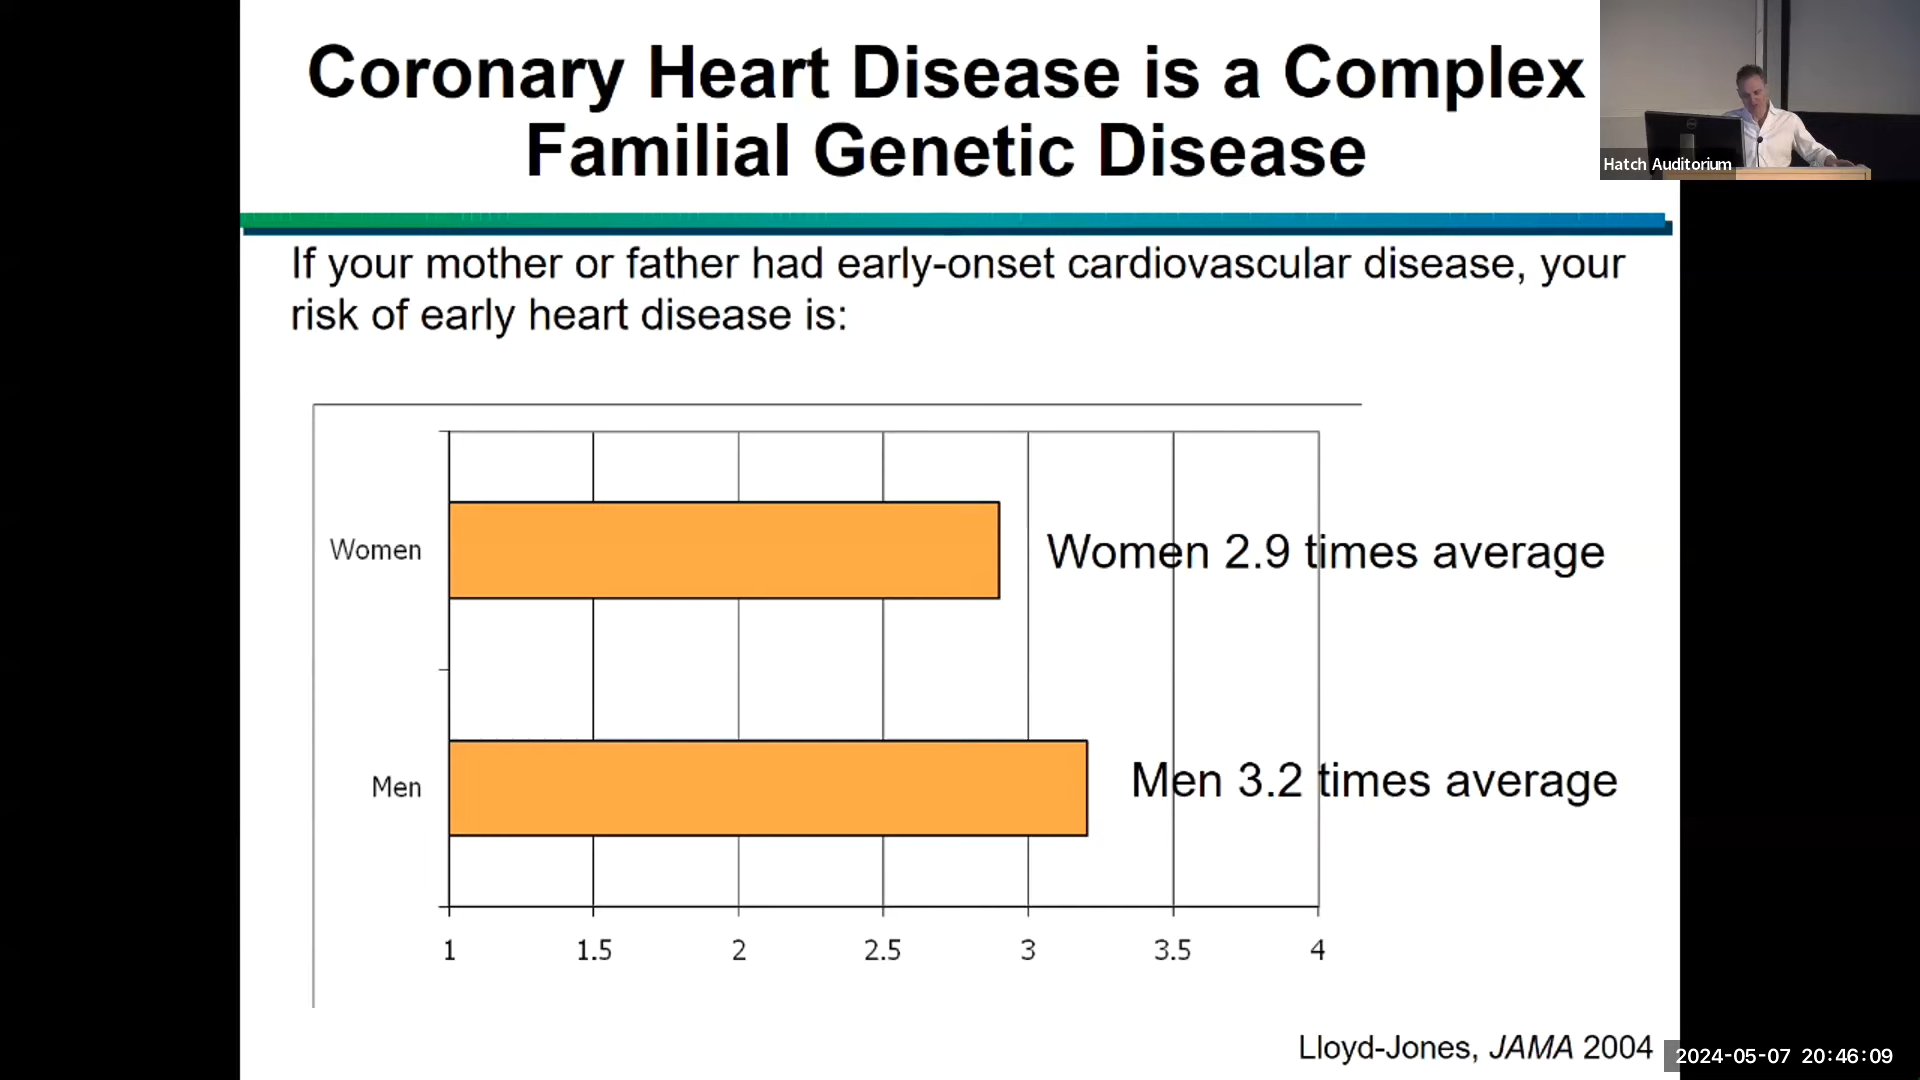 Coronary Heart Disease is a Complex
Familial Genetic Disease
Hatch Auditorium
If your mother or father had early-onset cardiovascular disease, your
risk of early heart disease is:
Women
Women 2.9 times average
Men
Men 3.2 times average
1 1.5 2 2.5 3 3.5 4
Lloyd-Jones, JAMA 2004
2024-05-07 20:46:09